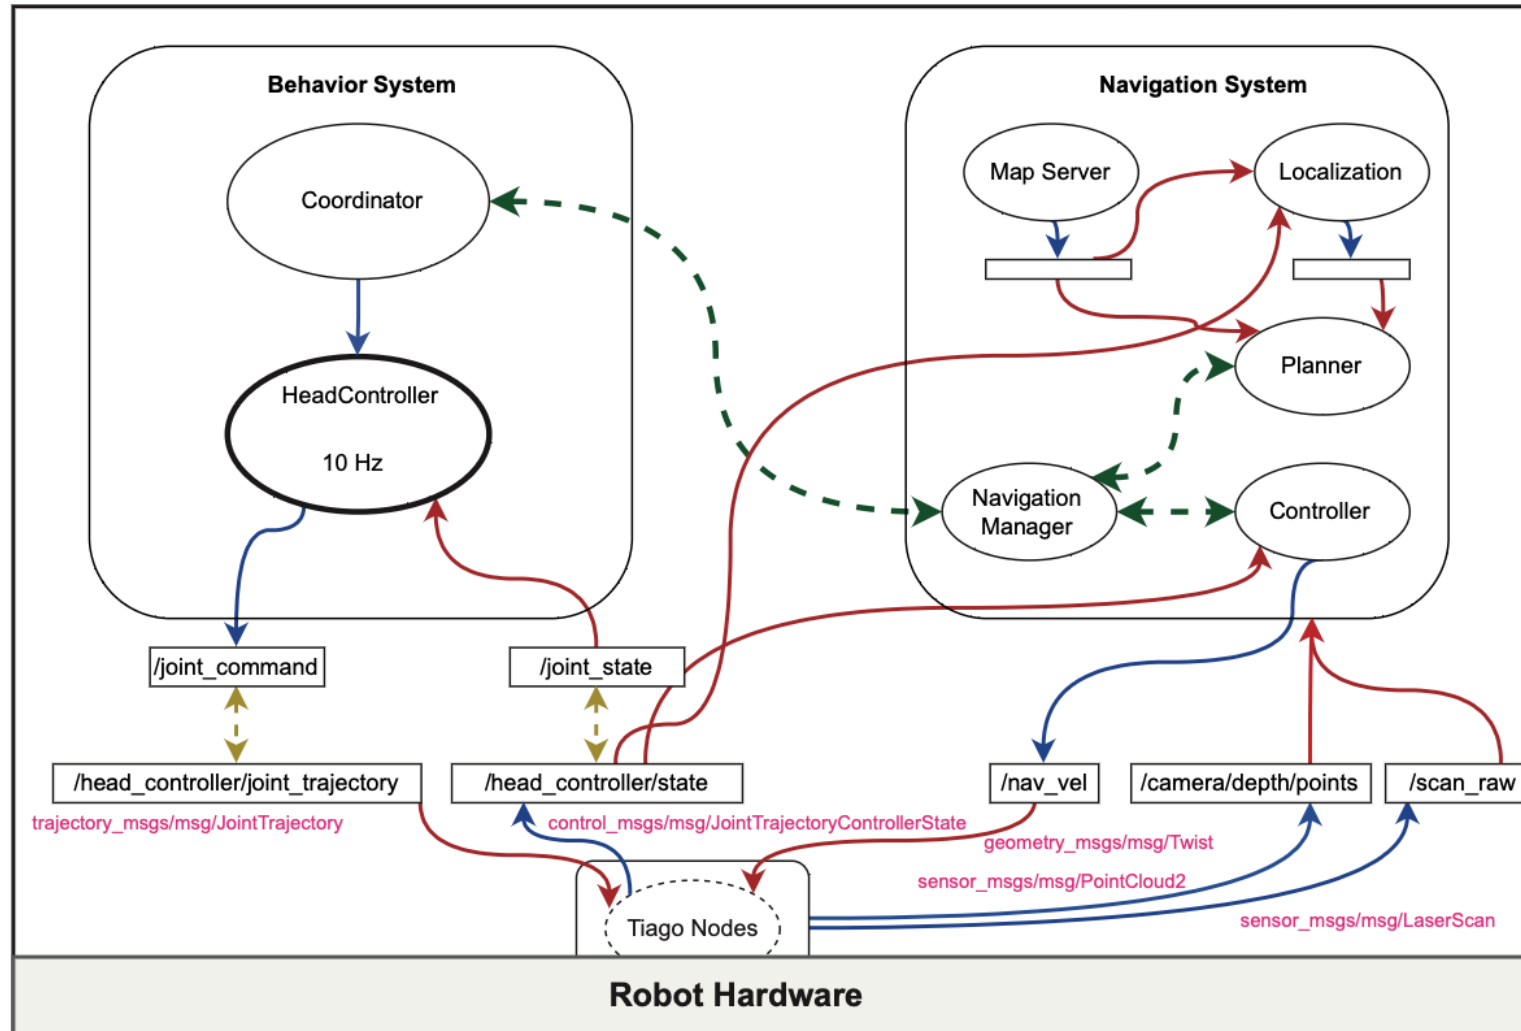 Behavior System
Navigation System
Coordinator
Map Server
Localization
HeadController
10 Hz
Planner
Navigation
Manager
Controller
/joint_command
/joint_state
/head_controller/joint_trajectory
/head_controller/state
/nav_vel
/camera/depth/points
/scan_raw
trajectory_msgs/msg/JointTrajectory
control_msgs/msg/JointTrajectoryControllerState
geometry_msgs/msg/Twist
sensor_msgs/msg/PointCloud2
sensor_msgs/msg/LaserScan
Tiago Nodes
Robot Hardware